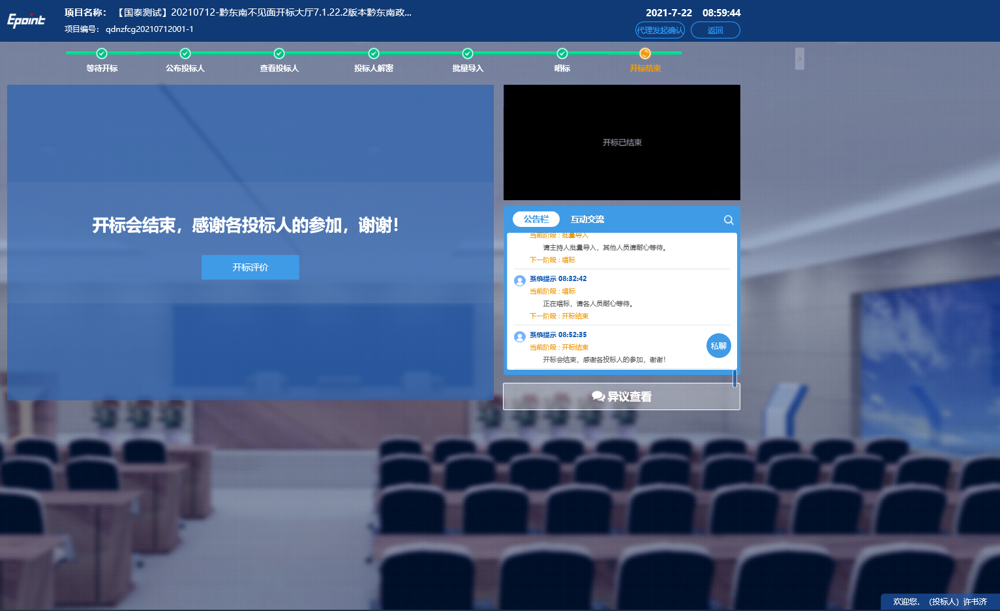 Epoint
项目名称： 【国泰测试】20210712-黔东南不见面开标大厅7.1.22.2版本黔东南政...
2021-7-22 08:59:44
项目编号： qdnzfcg20210712001-1
代理发起确认 返回
等待开标 公布投标人 查看投标人 投标人解密 批量导入 唱标 开标结束
开标已结束
开标会结束，感谢各投标人的参加，谢谢！
开标评价
公告栏 互动交流
当前阶段 : 批量导入
请主持人批量导入，其他人员请耐心等待。
下一阶段 : 唱标
系统提示 08:32:42
当前阶段 : 唱标
正在唱标，请各人员耐心等待。
下一阶段 : 开标结束
系统提示 08:52:35
当前阶段 : 开标结束
私聊
开标会结束，感谢各投标人的参加，谢谢！
异议查看
欢迎您，（投标人）许书济